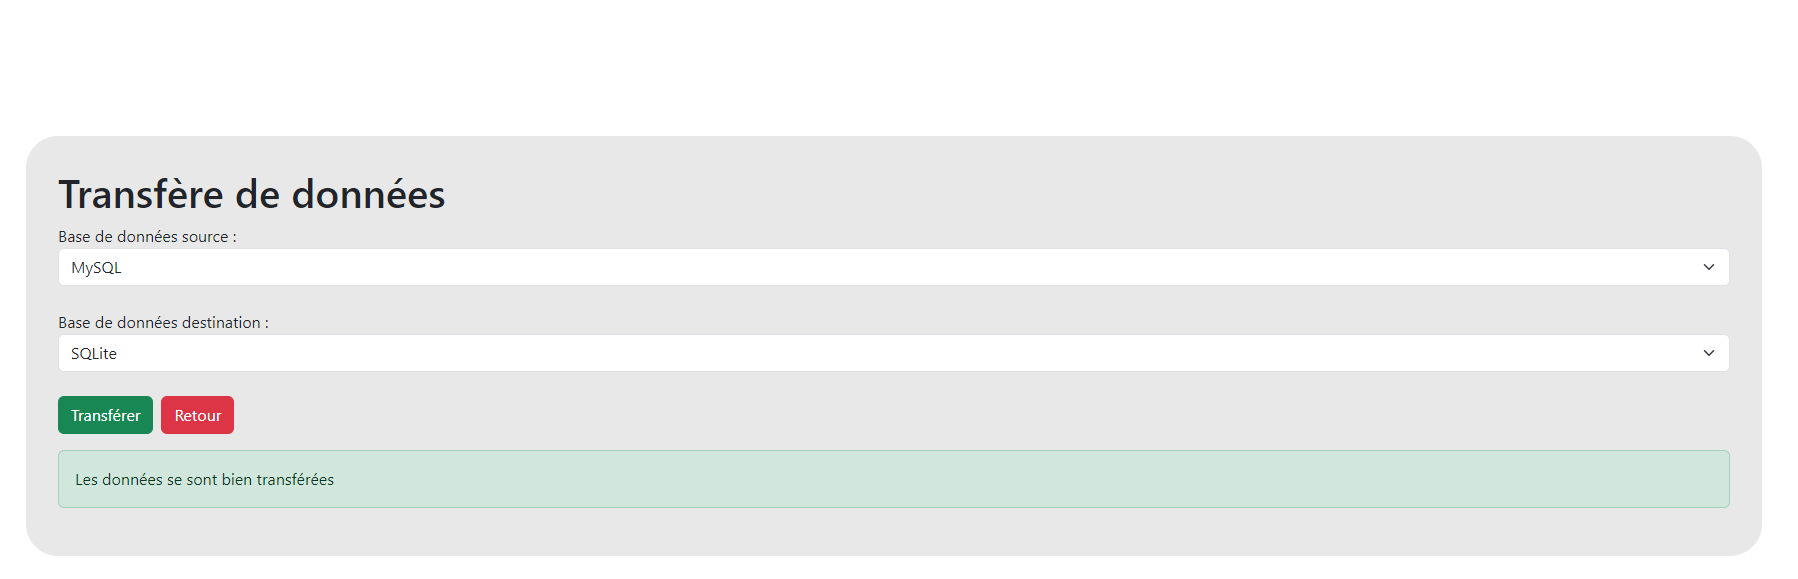 Transfère de données
Base de données source :
MySQL
Base de données destination :
SQLite
Transférer Retour
Les données se sont bien transférées